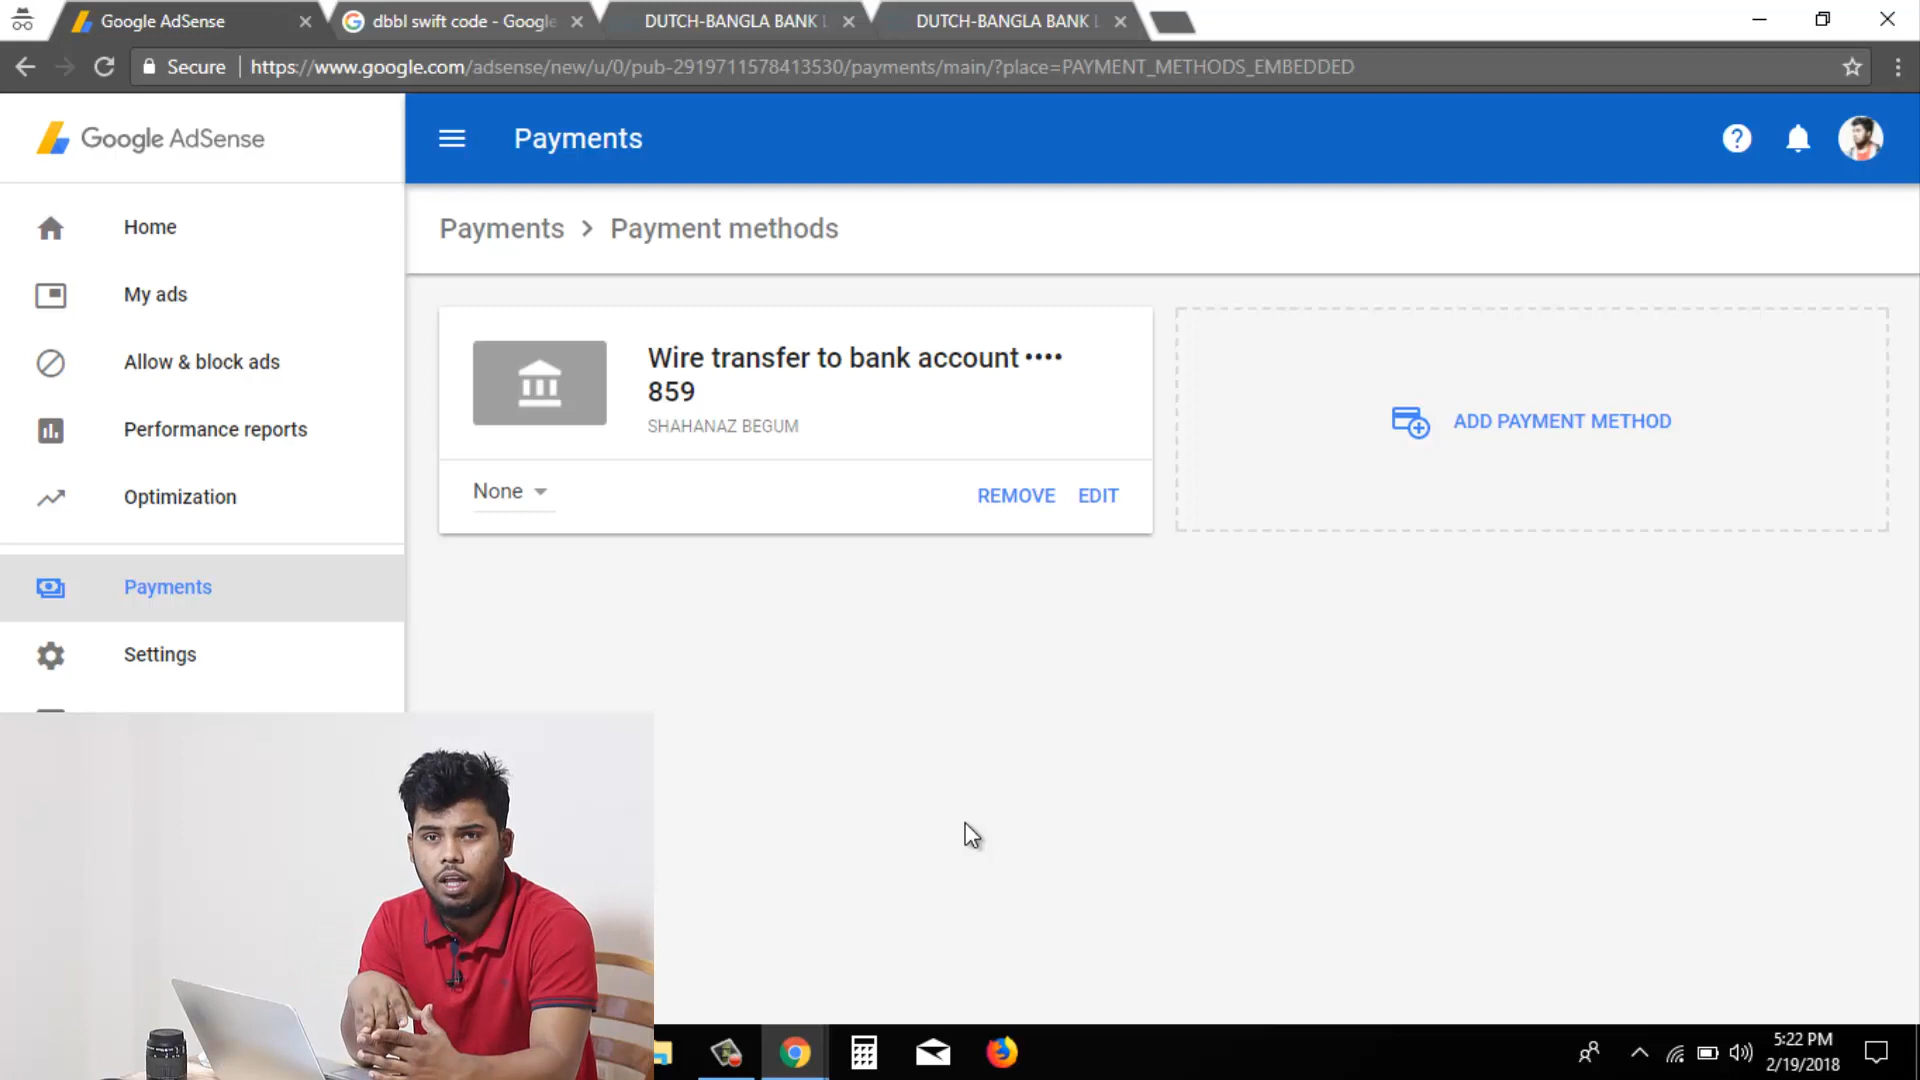 Google AdSense
dbbl swift code - Google
DUTCH-BANGLA BANK L
DUTCH-BANGLA BANK L
Secure
https://www.google.com/adsense/new/u/0/pub-2919711578413530/payments/main/?place=PAYMENT_METHODS_EMBEDDED
Google AdSense
Payments
Home
My ads
Allow & block ads
Performance reports
Optimization
Payments
Settings
Payments > Payment methods
Wire transfer to bank account ••••
859
SHAHANAZ BEGUM
None
REMOVE EDIT
ADD PAYMENT METHOD
5:22 PM
2/19/2018